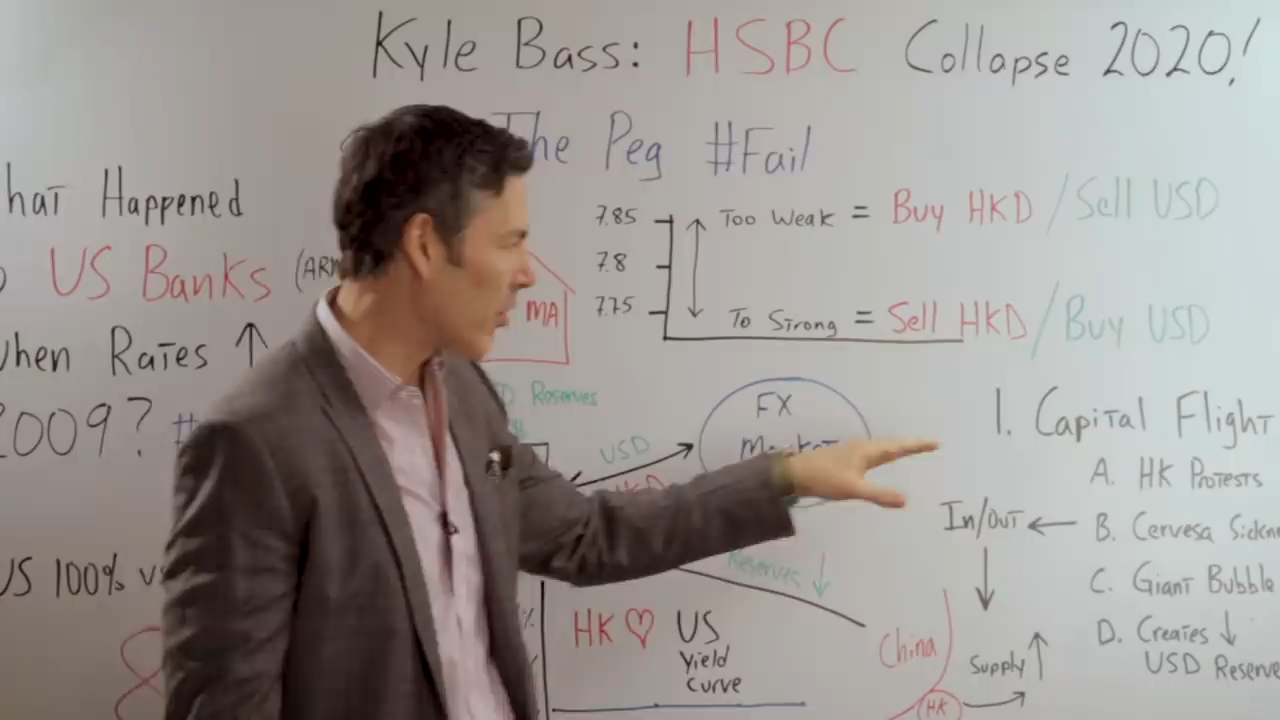 Kyle Bass: HSBC Collapse 2020!
The Peg #Fail
hat Happened
US Banks
hen Rates ↑
2009? #
US 100%
7.85 Too Weak = Buy HKD / Sell USD
7.8
7.75 To Strong = Sell HKD / Buy USD
MA
Reserves
USD
HKD
FX
Market
Reserves ↓
HK ♡ US
Yield
Curve
1. Capital Flight
A. HK Protests
In/Out ← B. Cervesa Sickn
C. Giant Bubble
D. Creates ↓
USD Reserve
China
Supply ↑
HK